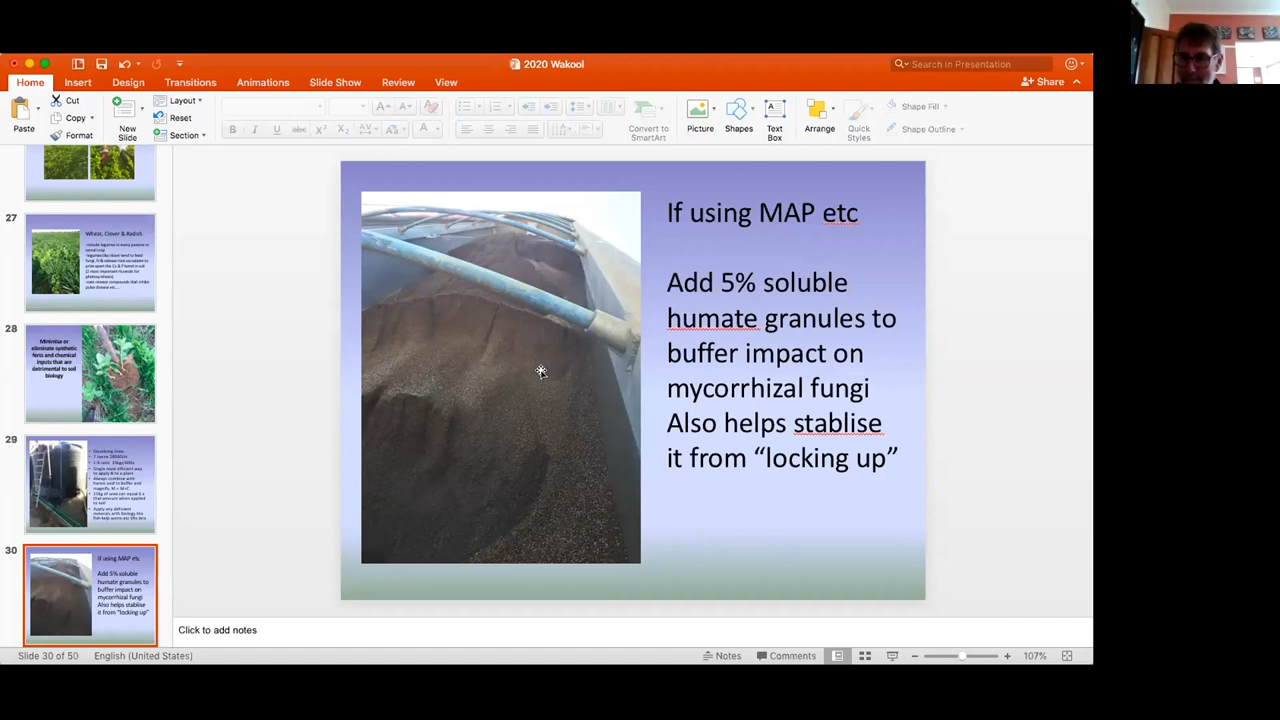 2020 Wakool
Search in Presentation
Home Insert Design Transitions Animations Slide Show Review View
Share
Paste
Cut
Copy
Format
New
Slide
Layout
Reset
Section
Convert to
SmartArt
Picture
Shapes
Text
Box
Arrange
Quick
Styles
Shape Fill
Shape Outline
27
Wheat, Clover & Radish
28
Minimise or
eliminate synthetic
ferts and chemical
inputs that are
detrimental to soil
biology
29
Dissolving Urea
30
If using MAP etc
Add 5% soluble
humate granules to
buffer impact on
mycorrhizal fungi
Also helps stablise
it from “locking up”
If using MAP etc
Add 5% soluble
humate granules to
buffer impact on
mycorrhizal fungi
Also helps stablise
it from “locking up”
Click to add notes
Slide 30 of 50
English (United States)
Notes
Comments
107%